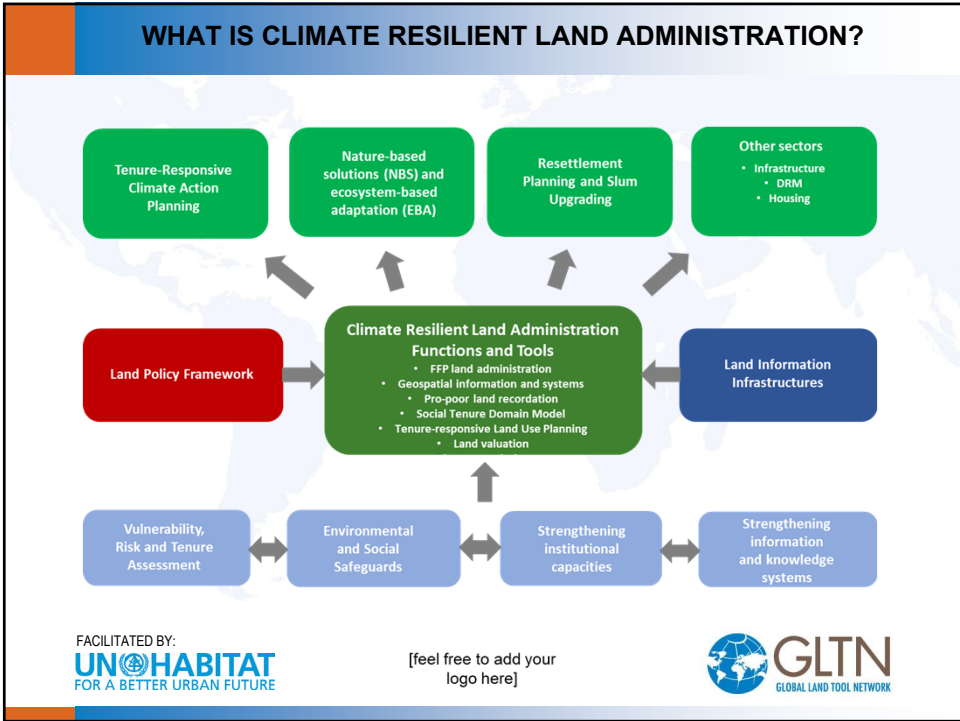 WHAT IS CLIMATE RESILIENT LAND ADMINISTRATION?
Tenure-Responsive
Climate Action
Planning
Nature-based
solutions (NBS) and
ecosystem-based
adaptation (EBA)
Resettlement
Planning and Slum
Upgrading
Other sectors
• Infrastructure
• DRM
• Housing
Land Policy Framework
Climate Resilient Land Administration
Functions and Tools
• FFP land administration
• Geospatial information and systems
• Pro-poor land recordation
• Social Tenure Domain Model
• Tenure-responsive Land Use Planning
• Land valuation
Land Information
Infrastructures
Vulnerability,
Risk and Tenure
Assessment
Environmental
and Social
Safeguards
Strengthening
institutional
capacities
Strengthening
information
and knowledge
systems
FACILITATED BY:
UN HABITAT
FOR A BETTER URBAN FUTURE
[feel free to add your
logo here]
GLTN
GLOBAL LAND TOOL NETWORK